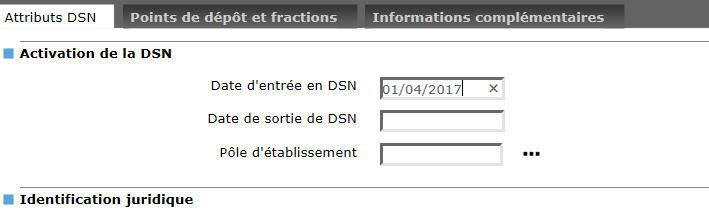 Attributs DSN Points de dépôt et fractions Informations complémentaires
Activation de la DSN
Date d'entrée en DSN 01/04/2017
Date de sortie de DSN
Pôle d'établissement ...
Identification juridique